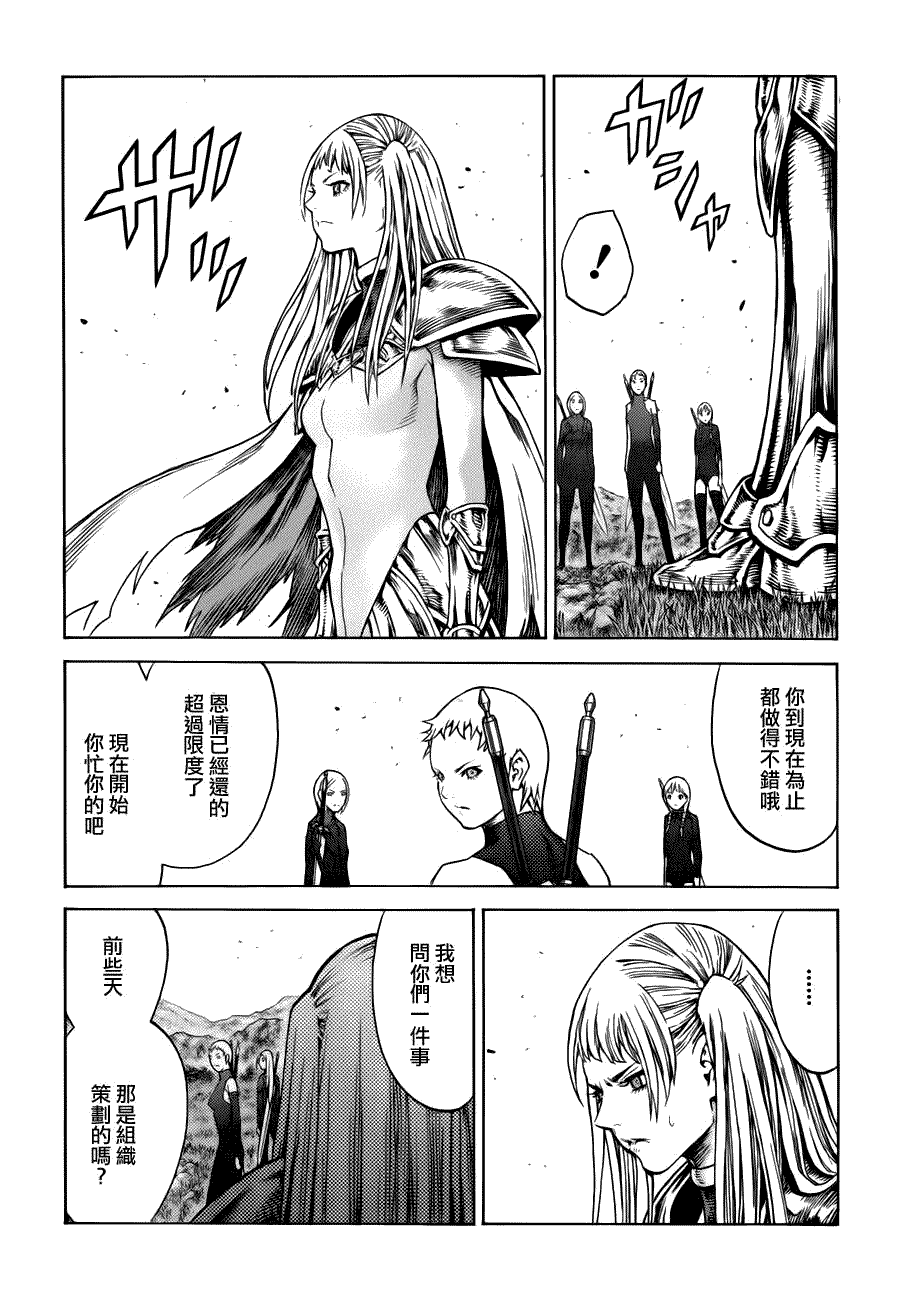 ガ
シャ
!
ザッ
ザッ
你到現在為止
都做得不錯哦
恩情已經還的
超過限度了
現在開始
你忙你的吧
……
我想
問你們一件事
前些天
那是組織
策劃的嗎?